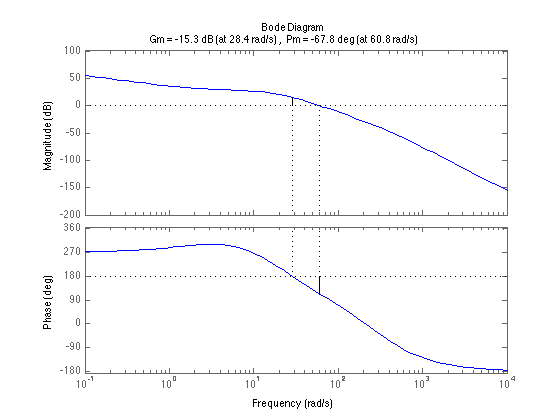 Bode Diagram
Gm = -15.3 dB (at 28.4 rad/s) , Pm = -67.8 deg (at 60.8 rad/s)
100
50
0
-50
-100
-150
-200
Magnitude (dB)
360
270
180
90
0
-90
-180
Phase (deg)
10^-1 10^0 10^1 10^2 10^3 10^4
Frequency (rad/s)